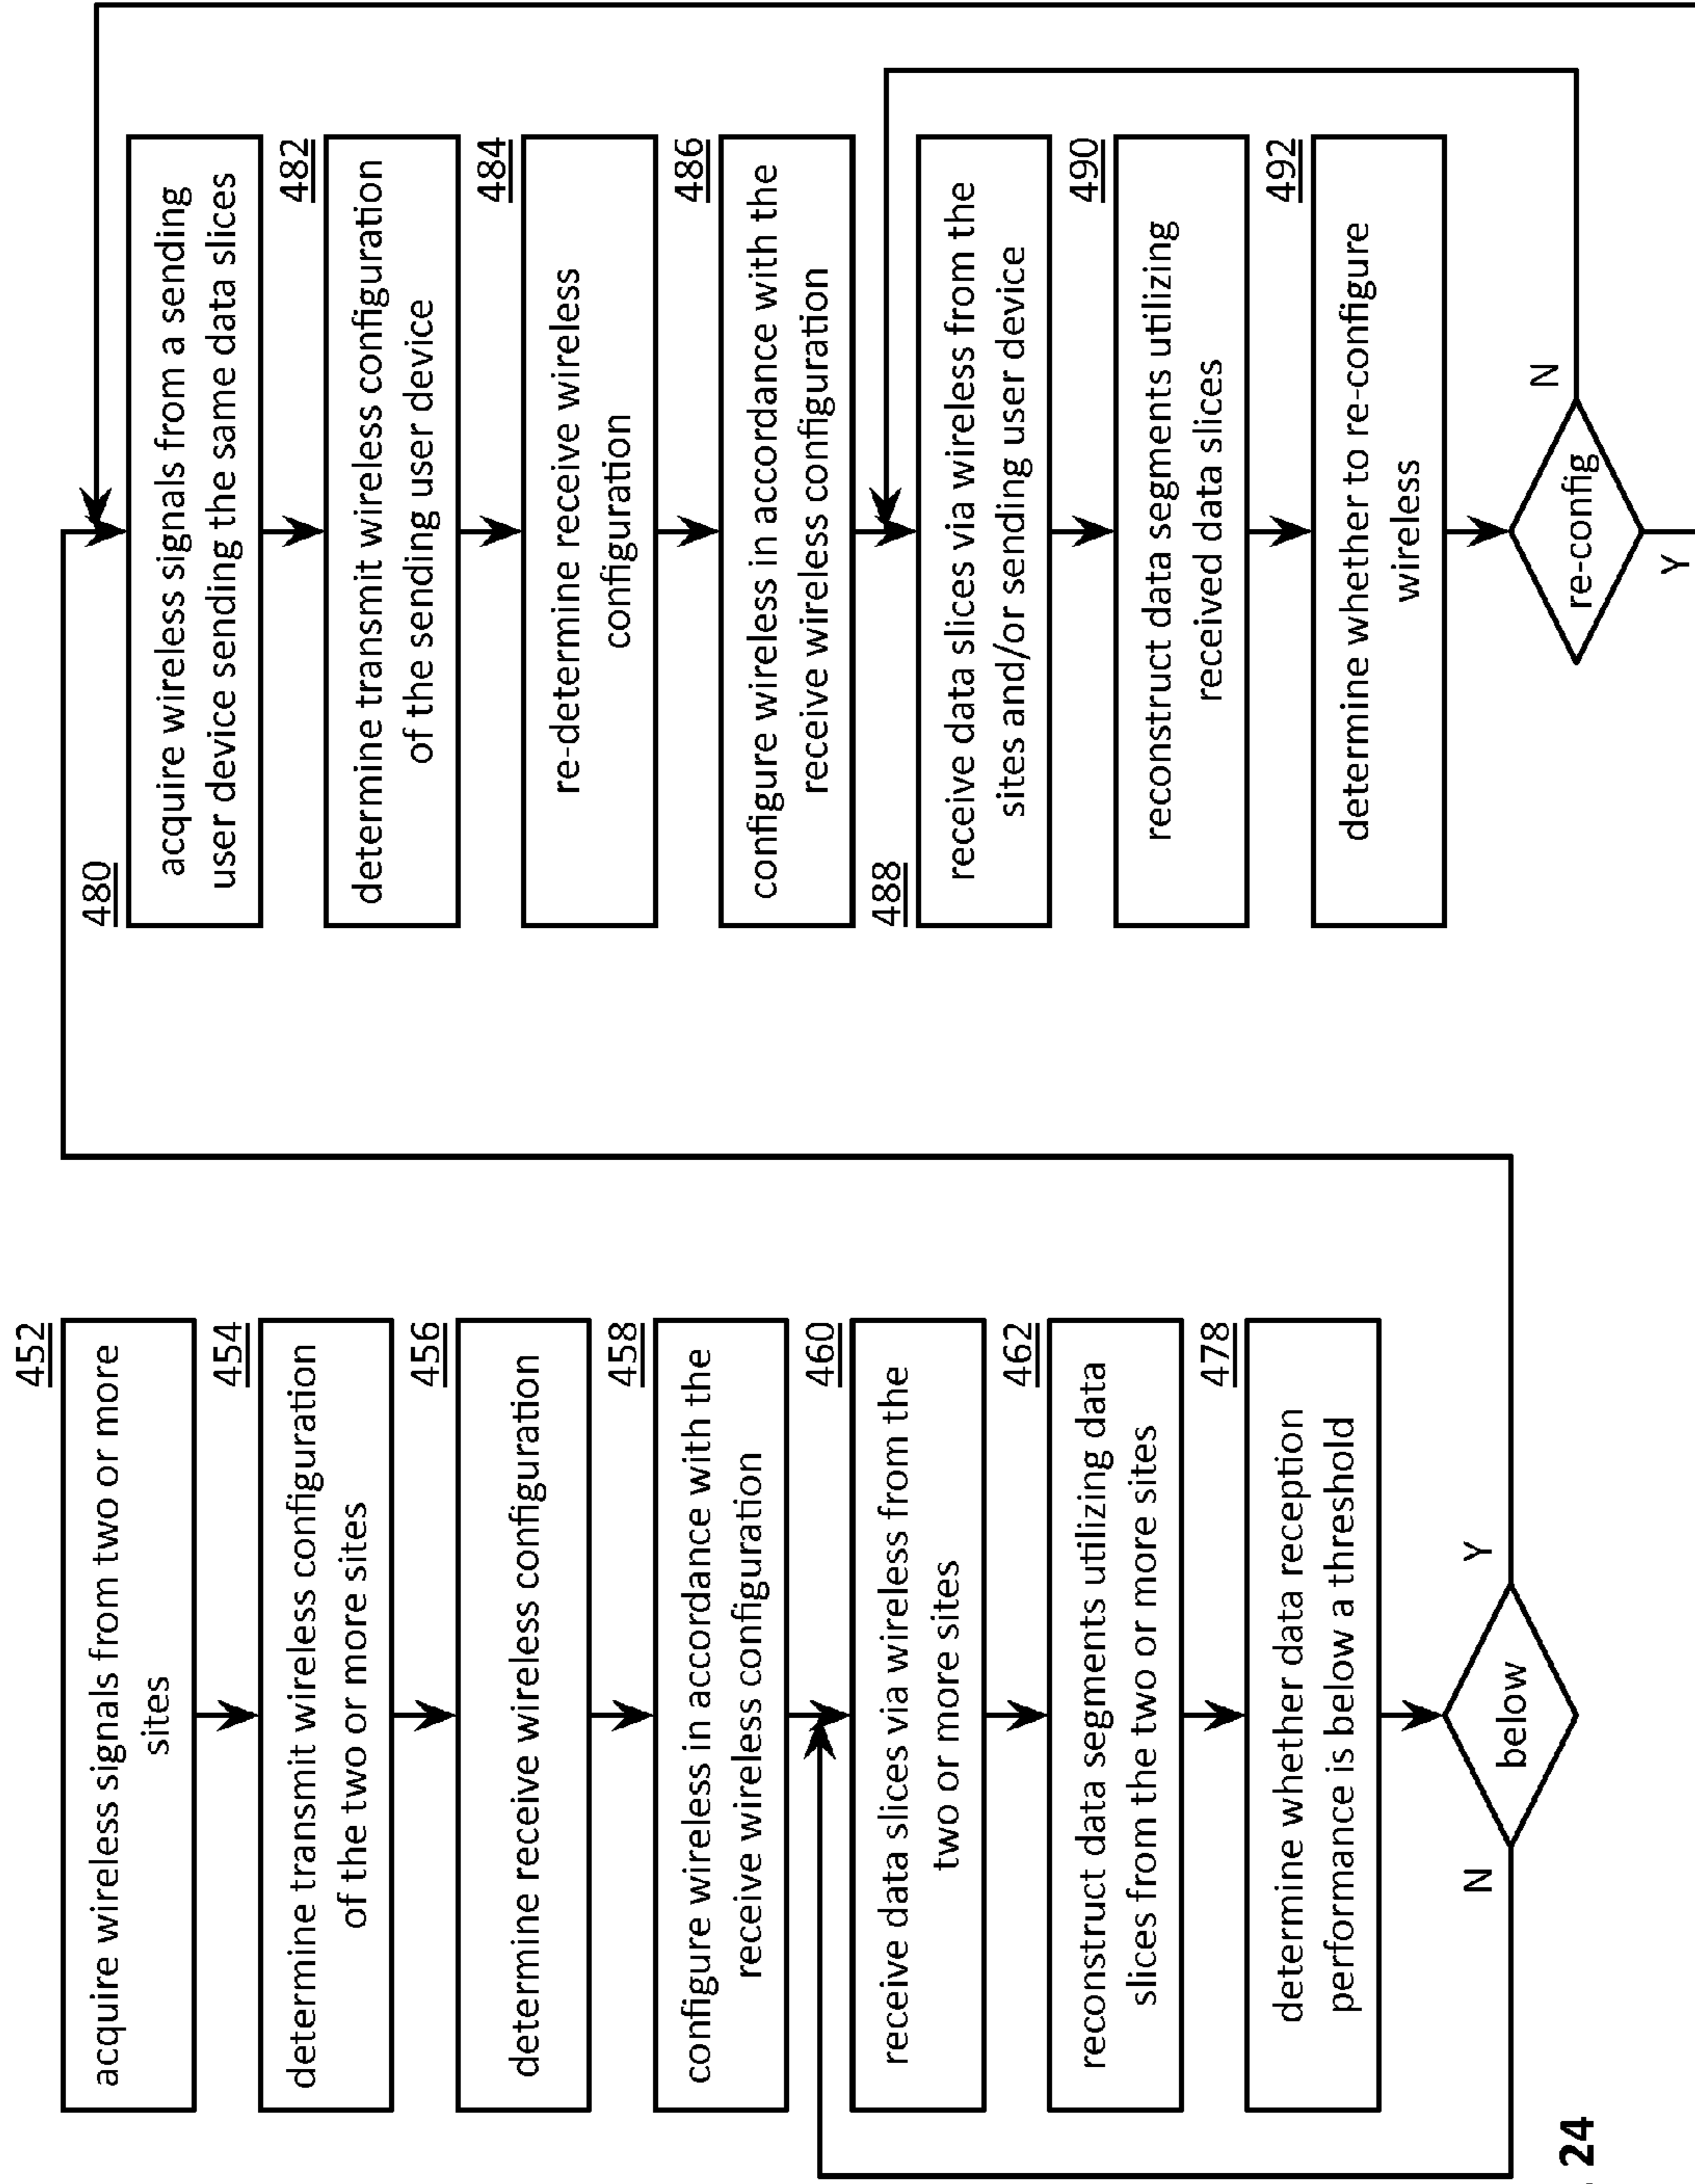 452
acquire wireless signals from two or more
sites
454
determine transmit wireless configuration
of the two or more sites
456
determine receive wireless configuration
458
configure wireless in accordance with the
receive wireless configuration
460
receive data slices via wireless from the
two or more sites
462
reconstruct data segments utilizing data
slices from the two or more sites
478
determine whether data reception
performance is below a threshold
N
below
Y
480
acquire wireless signals from a sending
user device sending the same data slices
482
determine transmit wireless configuration
of the sending user device
484
re-determine receive wireless
configuration
486
configure wireless in accordance with the
receive wireless configuration
488
receive data slices via wireless from the
sites and/or sending user device
490
reconstruct data segments utilizing
received data slices
492
determine whether to re-configure
wireless
re-config
N
Y
24